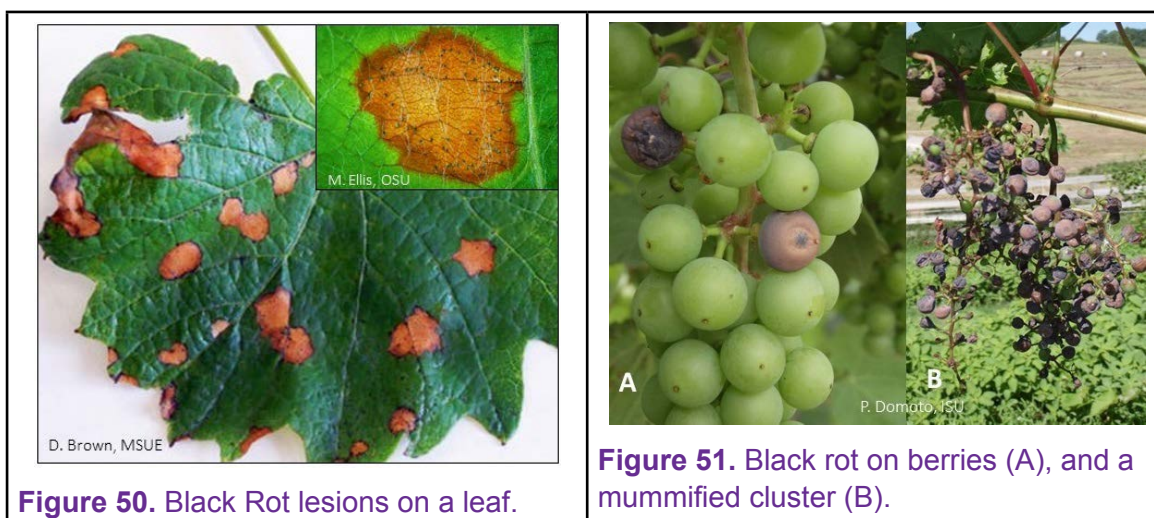 M. Ellis, OSU
D. Brown, MSUE
Figure 50. Black Rot lesions on a leaf.
A
B
P. Domoto, ISU
Figure 51. Black rot on berries (A), and a
mummified cluster (B).